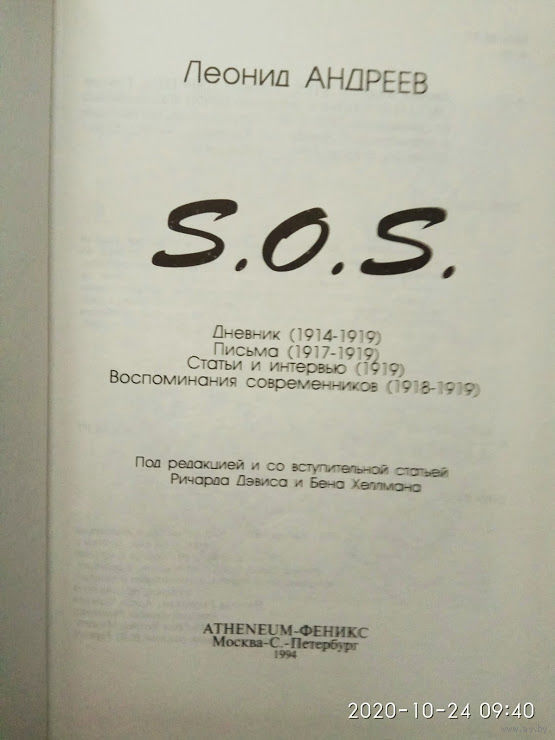 Леонид АНДРЕЕВ
S.O.S.
Дневник (1914-1919)
Письма (1917-1919)
Статьи и интервью (1919)
Воспоминания современников (1918-1919)
Под редакцией и со вступительной статьей
Ричарда Дэвиса и Бена Хеллмана
ATHENEUM-ФЕНИКС
Москва-С.-Петербург
1994
2020-10-24 09:40